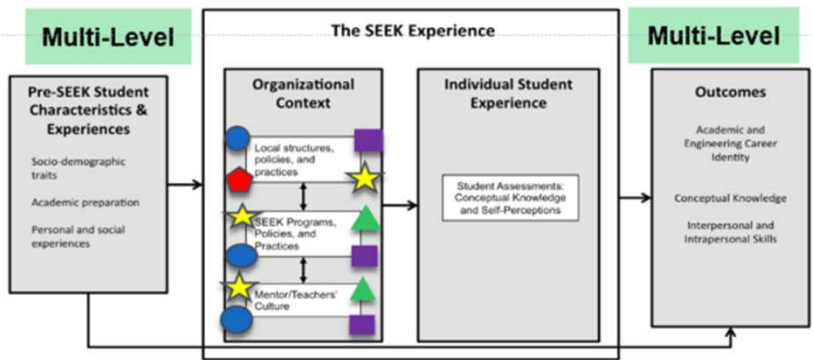 Multi-Level
The SEEK Experience
Multi-Level
Pre-SEEK Student
Characteristics &
Experiences
Socio-demographic
traits
Academic preparation
Personal and social
experiences
Organizational
Context
Local structures,
policies, and
practices
SEEK Programs,
Policies, and
Practices
Mentor/Teachers'
Culture
Individual Student
Experience
Student Assessments:
Conceptual Knowledge
and Self-Perceptions
Outcomes
Academic and
Engineering Career
Identity
Conceptual Knowledge
Interpersonal and
Intrapersonal Skills